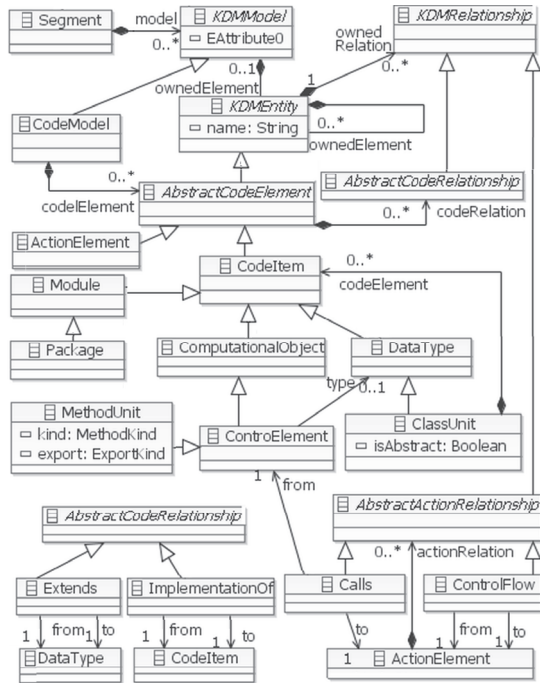 Segment
model
0..*
KDMModel
EAttribute0
KDMRelationship
owned
Relation
0..*
0..1
ownedElement
1
KDMEntity
name: String
0..*
ownedElement
CodeModel
0..*
codelElement
AbstractCodeElement
AbstractCodeRelationship
0..*
codeRelation
ActionElement
CodeItem
0..*
codeElement
Module
Package
ComputationalObject
DataType
type
0..1
MethodUnit
kind: MethodKind
export: ExportKind
ControElement
ClassUnit
isAbstract: Boolean
1
from
AbstractCodeRelationship
AbstractActionRelationship
0..*
actionRelation
Extends
ImplementationOf
Calls
ControlFlow
1
from
1
to
1
from
1
to
to
1
1
from
1
to
DataType
CodeItem
ActionElement